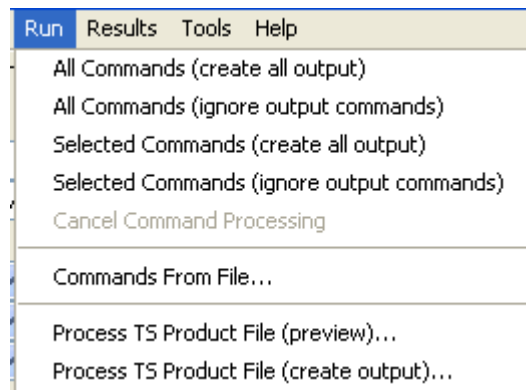 Run Results Tools Help
All Commands (create all output)
All Commands (ignore output commands)
Selected Commands (create all output)
Selected Commands (ignore output commands)
Cancel Command Processing
Commands From File...
Process TS Product File (preview)...
Process TS Product File (create output)...